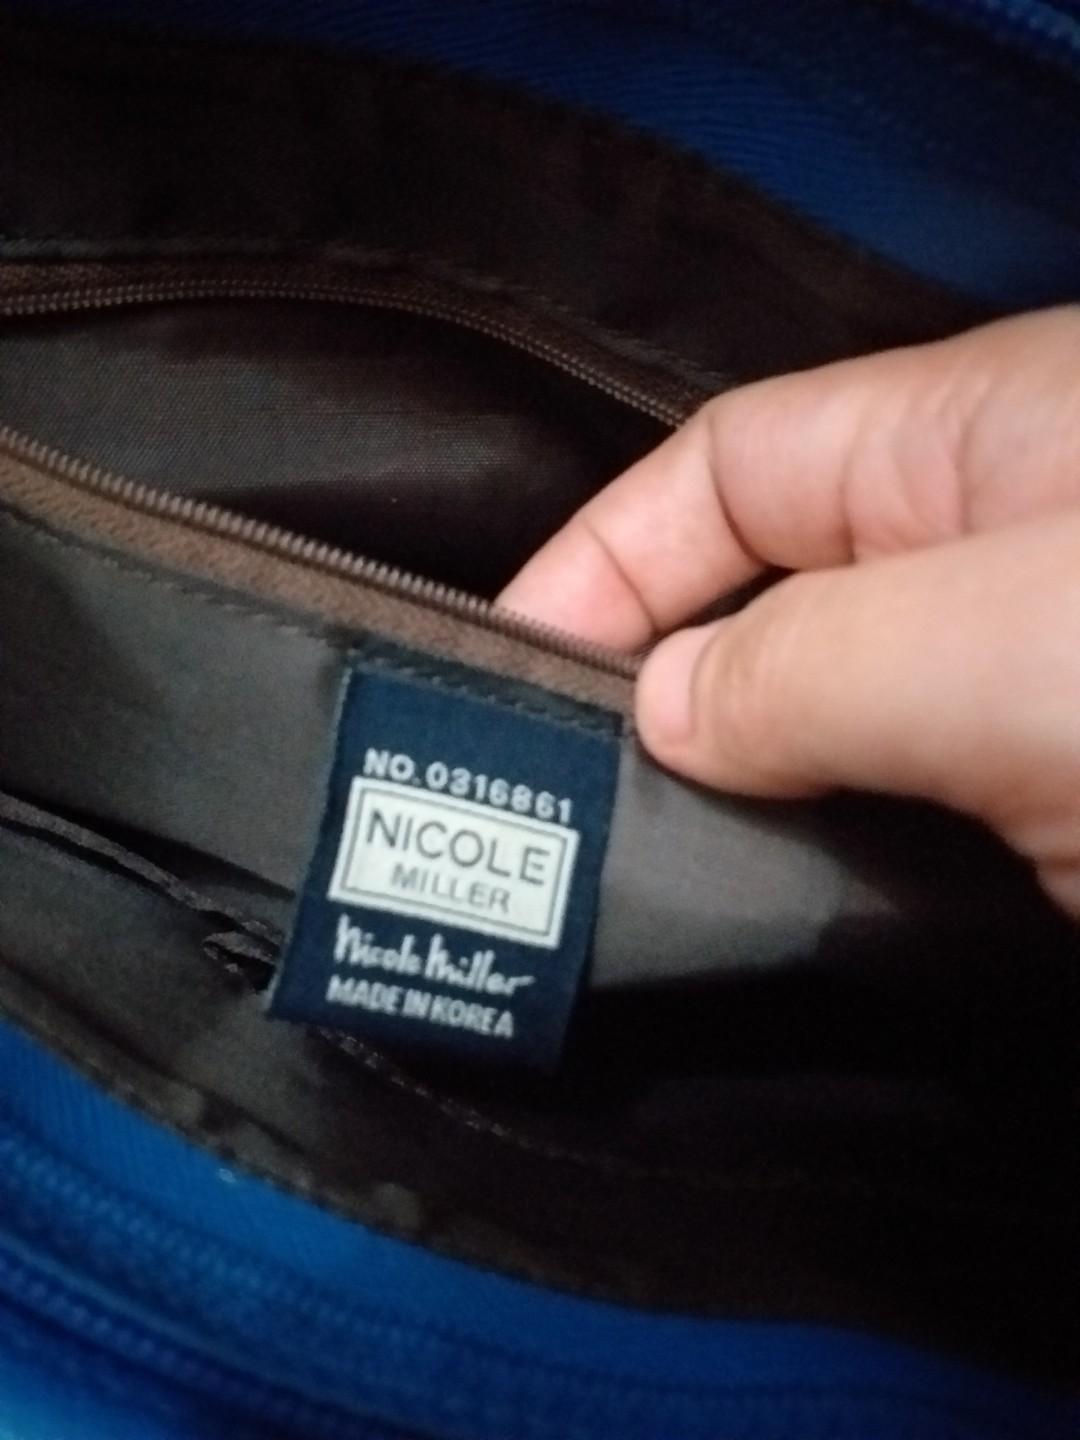 NO. 0316861
NICOLE
MILLER
Nicole Miller
MADE IN KOREA